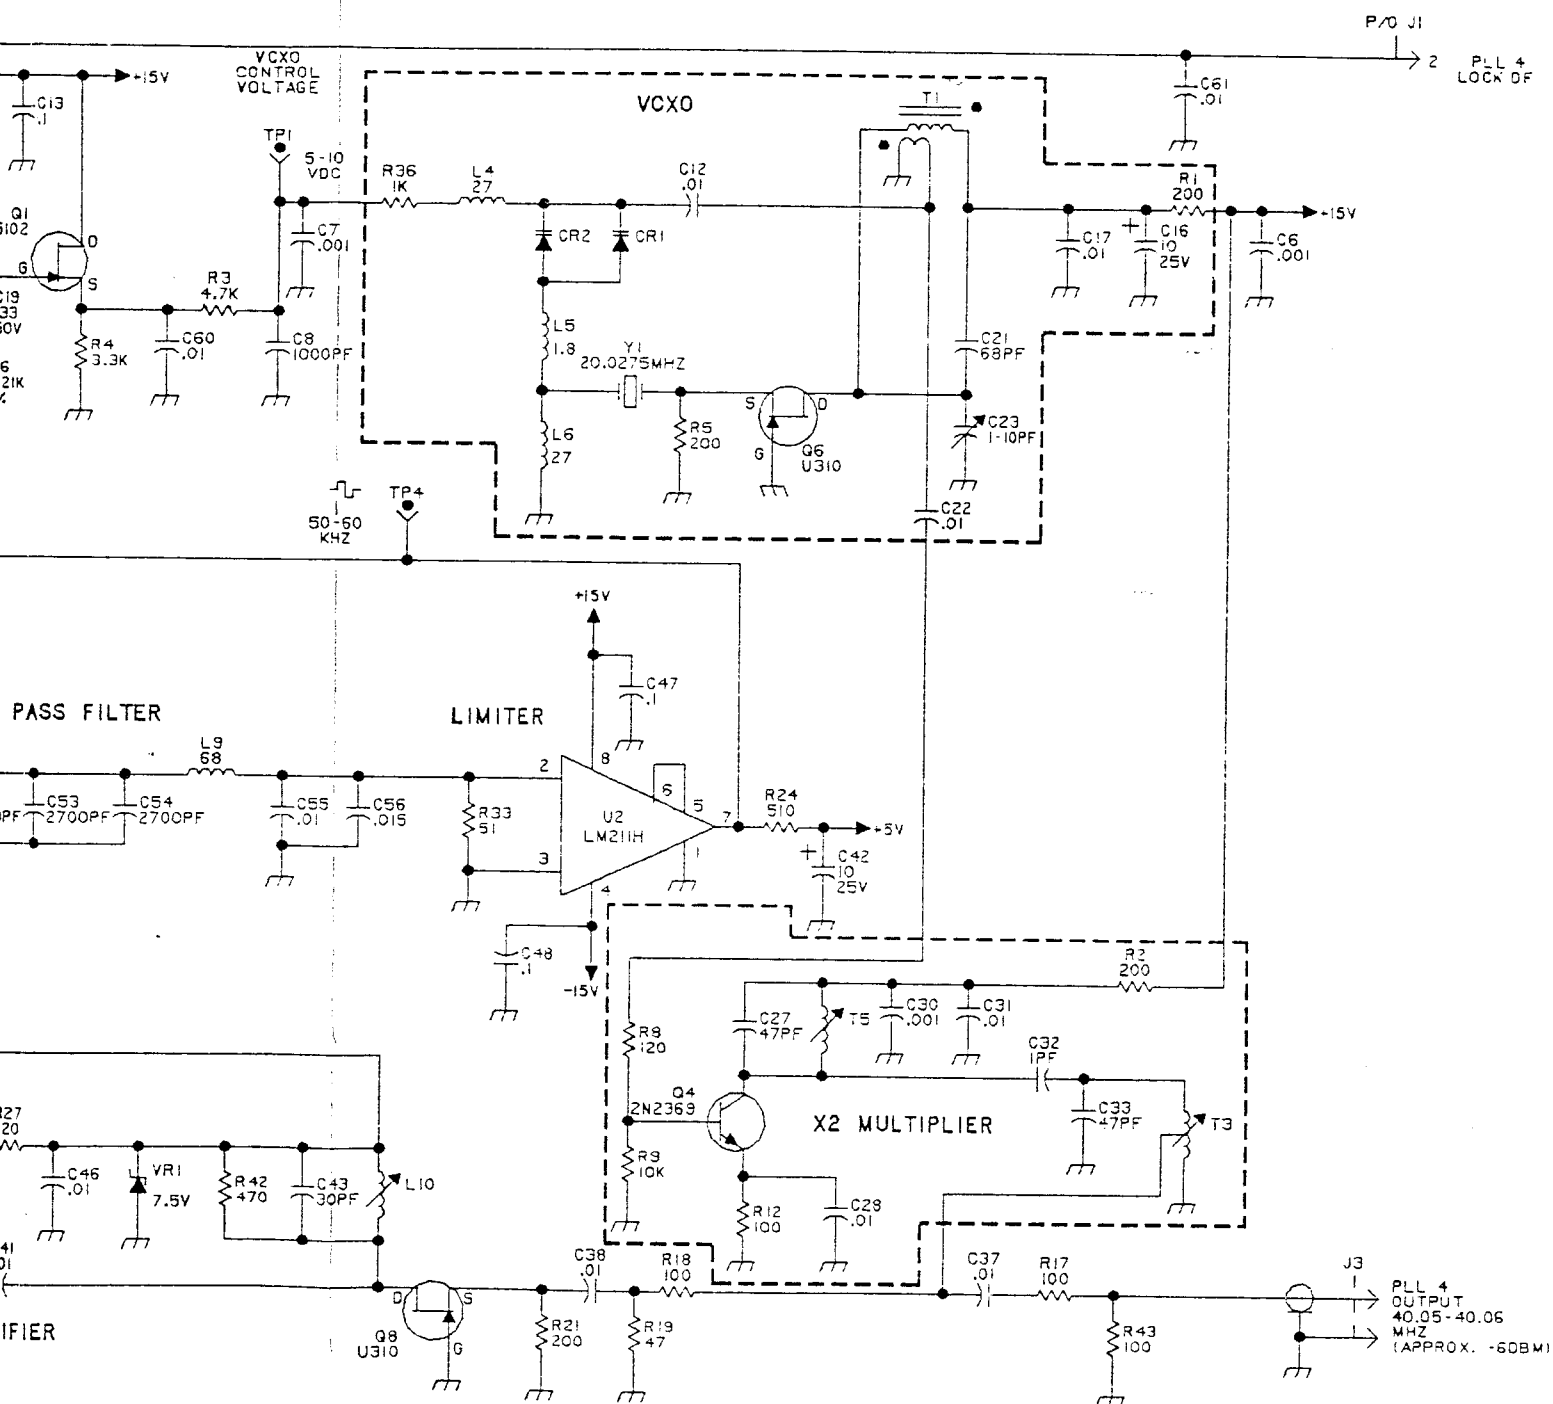 P/O J1
2
PLL 4
LOCK DF
C61
.01
VCXO
CONTROL
VOLTAGE
+15V
C13
.1
TP1
5-10
VDC
VCXO
T1
R36
1K
L4
27
C12
.01
R1
200
+15V
C7
.001
CR2
CR1
C17
.01
+
C16
10
25V
C6
.001
Q1
D
G
S
R3
4.7K
R4
3.3K
C60
.01
C8
1000PF
L5
1.8
Y1
20.0275MHZ
C21
68PF
S
D
G
Q6
U310
R5
200
C23
1-10PF
L6
27
C22
.01
50-60
KHZ
TP4
+15V
C47
.1
PASS FILTER
LIMITER
L9
68
C53
2700PF
C54
2700PF
C55
.01
C56
.015
R33
51
2
3
8
6
5
7
1
4
U2
LM211H
R24
510
+5V
+
C42
10
25V
C48
.1
-15V
R2
200
C27
47PF
T5
C30
.001
C31
.01
R8
120
C32
1PF
Q4
2N2369
X2 MULTIPLIER
C33
47PF
T3
R9
10K
R12
100
C28
.01
R27
20
C46
.01
VR1
7.5V
R42
470
C43
30PF
L10
41
01
D
S
G
Q8
U310
IFIER
R21
200
C38
.01
R19
47
R18
100
C37
.01
R17
100
R43
100
J3
PLL 4
OUTPUT
40.05-40.06
MHZ
(APPROX. -6DBM)